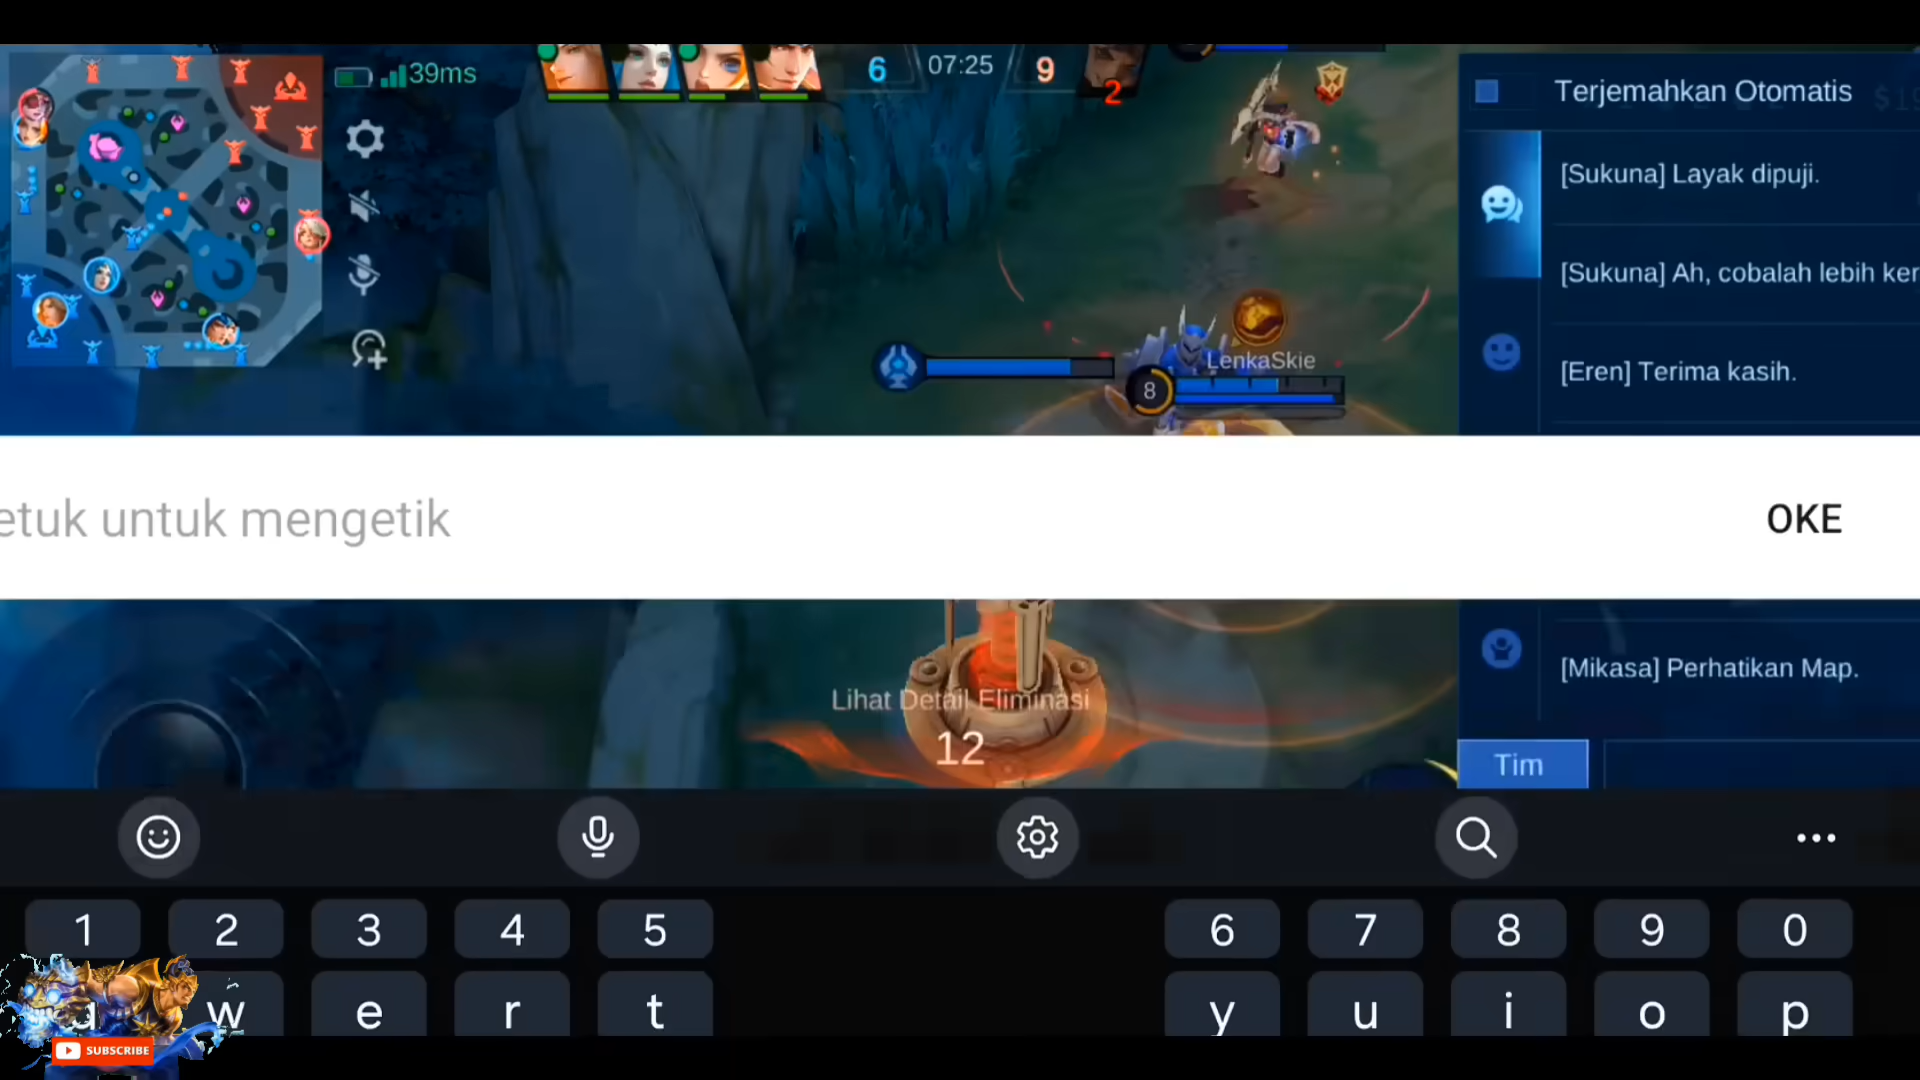 39ms
6 07:25 9
2
Terjemahkan Otomatis
[Sukuna] Layak dipuji.
[Sukuna] Ah, cobalah lebih ker
[Eren] Terima kasih.
LenkaSkie
8
etuk untuk mengetik
OKE
[Mikasa] Perhatikan Map.
Lihat Detail Eliminasi
12
Tim
1 2 3 4 5 6 7 8 9 0
q w e r t y u i o p
SUBSCRIBE